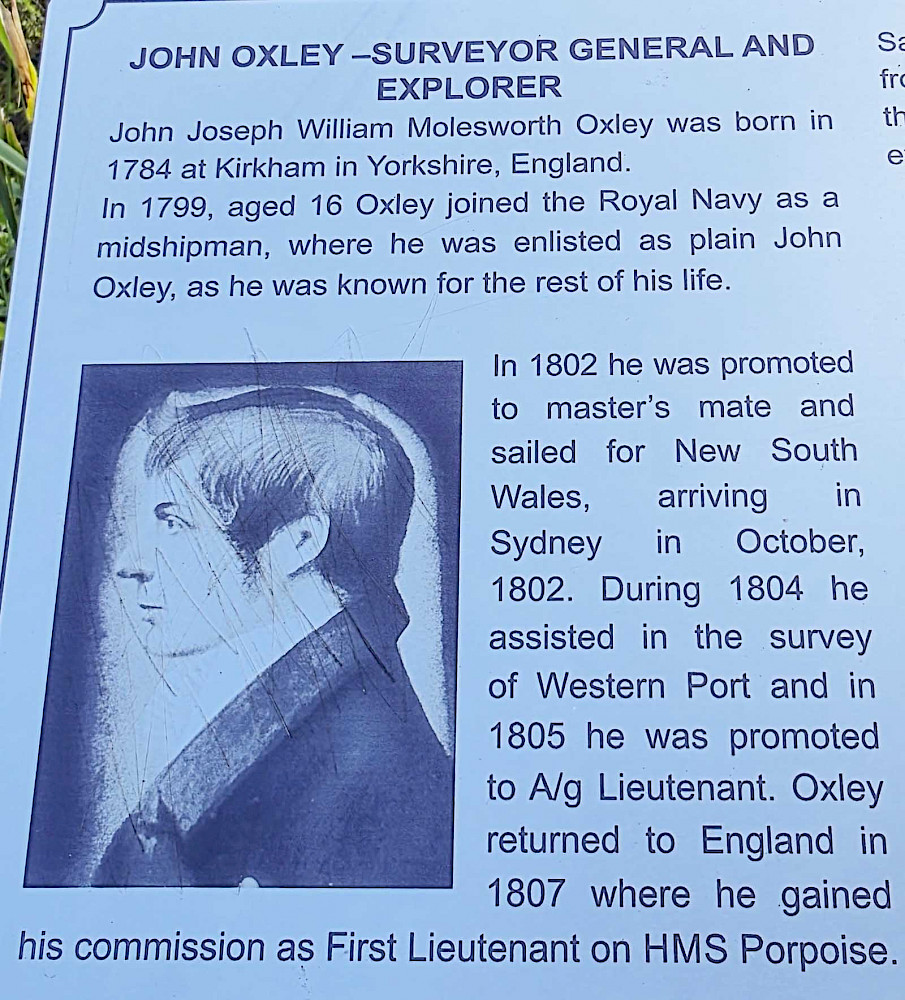 JOHN OXLEY –SURVEYOR GENERAL AND
EXPLORER
John Joseph William Molesworth Oxley was born in
1784 at Kirkham in Yorkshire, England.
In 1799, aged 16 Oxley joined the Royal Navy as a
midshipman, where he was enlisted as plain John
Oxley, as he was known for the rest of his life.
In 1802 he was promoted
to master's mate and
sailed for New South
Wales, arriving in
Sydney in October,
1802. During 1804 he
assisted in the survey
of Western Port and in
1805 he was promoted
to A/g Lieutenant. Oxley
returned to England in
1807 where he gained
his commission as First Lieutenant on HMS Porpoise.